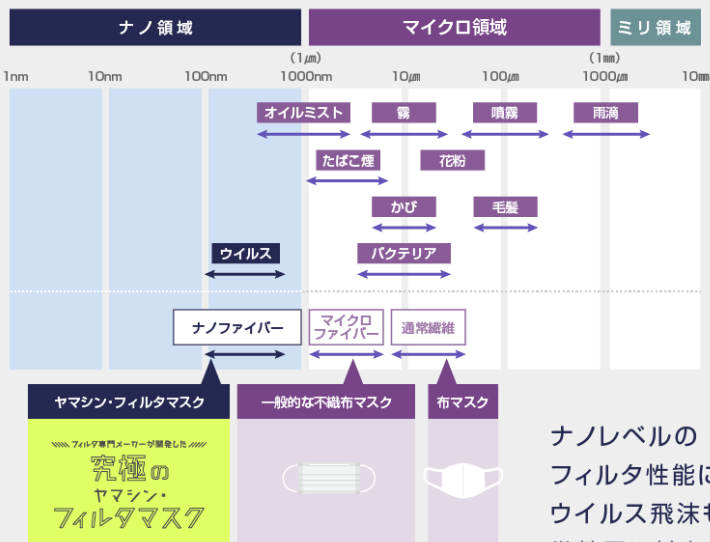 ナノ領域
マイクロ領域
ミリ領域
(1㎛)
(1㎜)
1nm
10nm
100nm
1000nm
10㎛
100㎛
1000㎛
10㎜
オイルミスト
霧
噴霧
雨滴
たばこ煙
花粉
かび
毛髪
ウイルス
バクテリア
ナノファイバー
マイクロ
ファイバー
通常繊維
ヤマシン・フィルタマスク
一般的な不織布マスク
布マスク
フィルタ専門メーカーが開発した
究極の
ヤマシン・
フィルタマスク
ナノレベルの
フィルタ性能に
ウイルス飛沫も